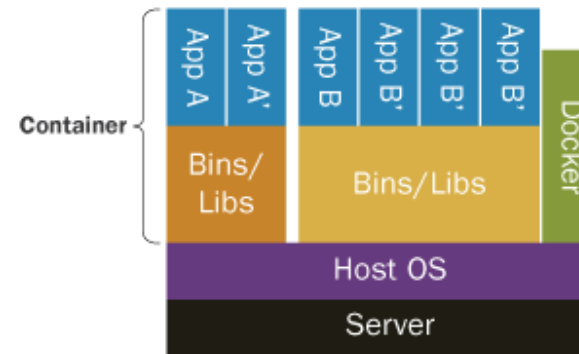 Container
App A
App A'
App B
App B'
App B'
App B'
Docker
Bins/
Libs
Bins/Libs
Host OS
Server